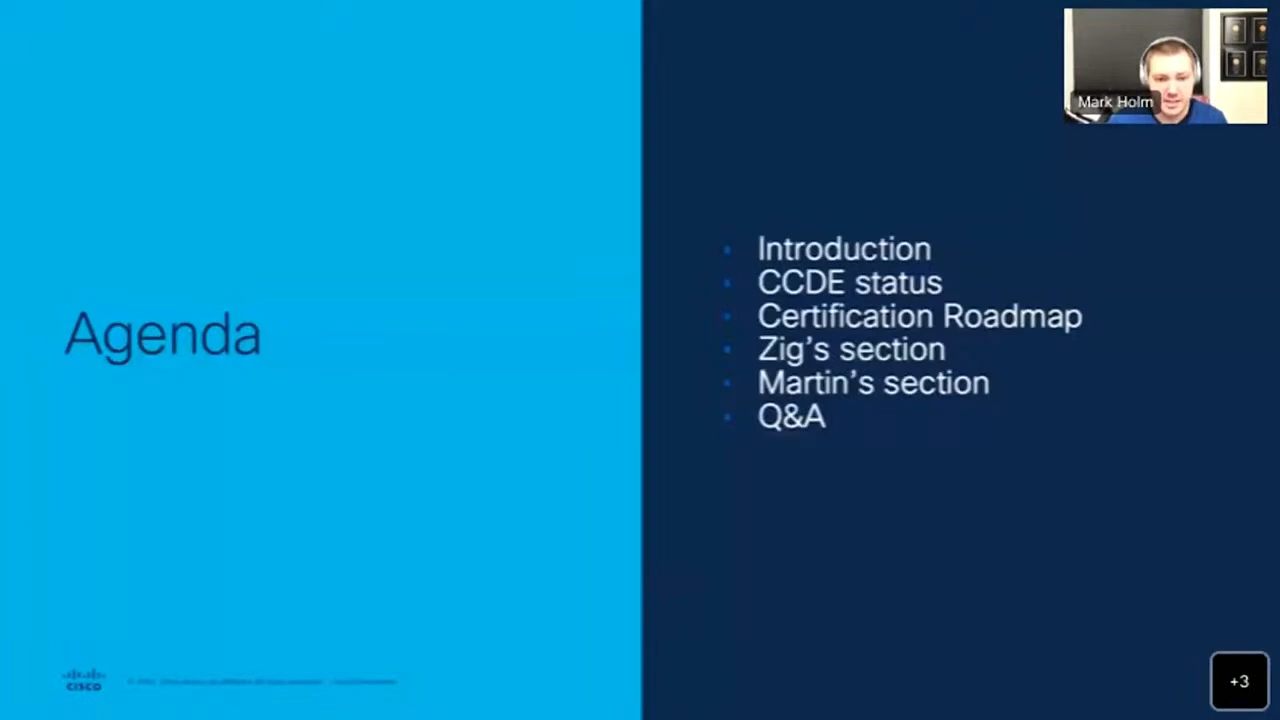 Mark Holm
Agenda
Introduction
CCDE status
Certification Roadmap
Zig's section
Martin's section
Q&A
CISCO
+3